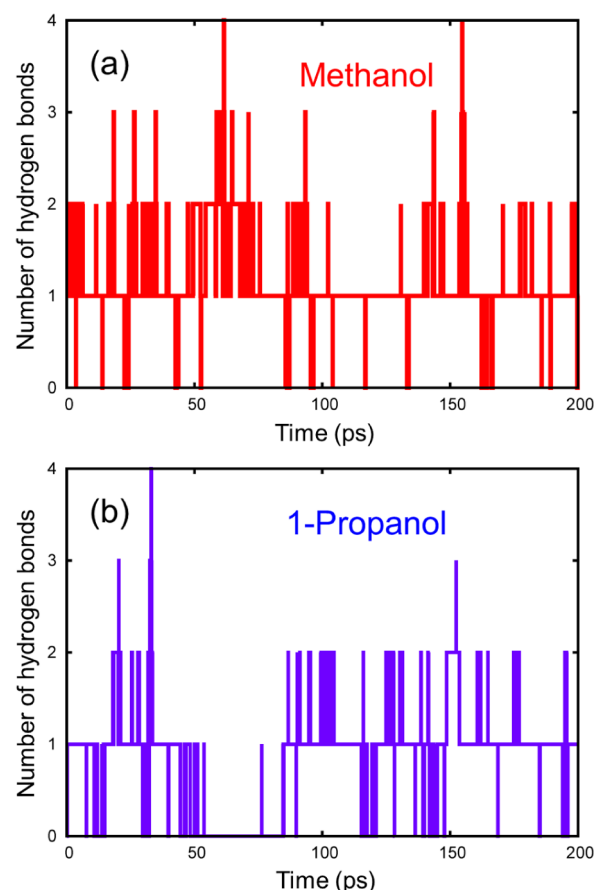 4
(a)
Methanol
3
2
1
0
Number of hydrogen bonds
0 50 100 150 200
Time (ps)
4
(b)
1-Propanol
3
2
1
0
Number of hydrogen bonds
0 50 100 150 200
Time (ps)